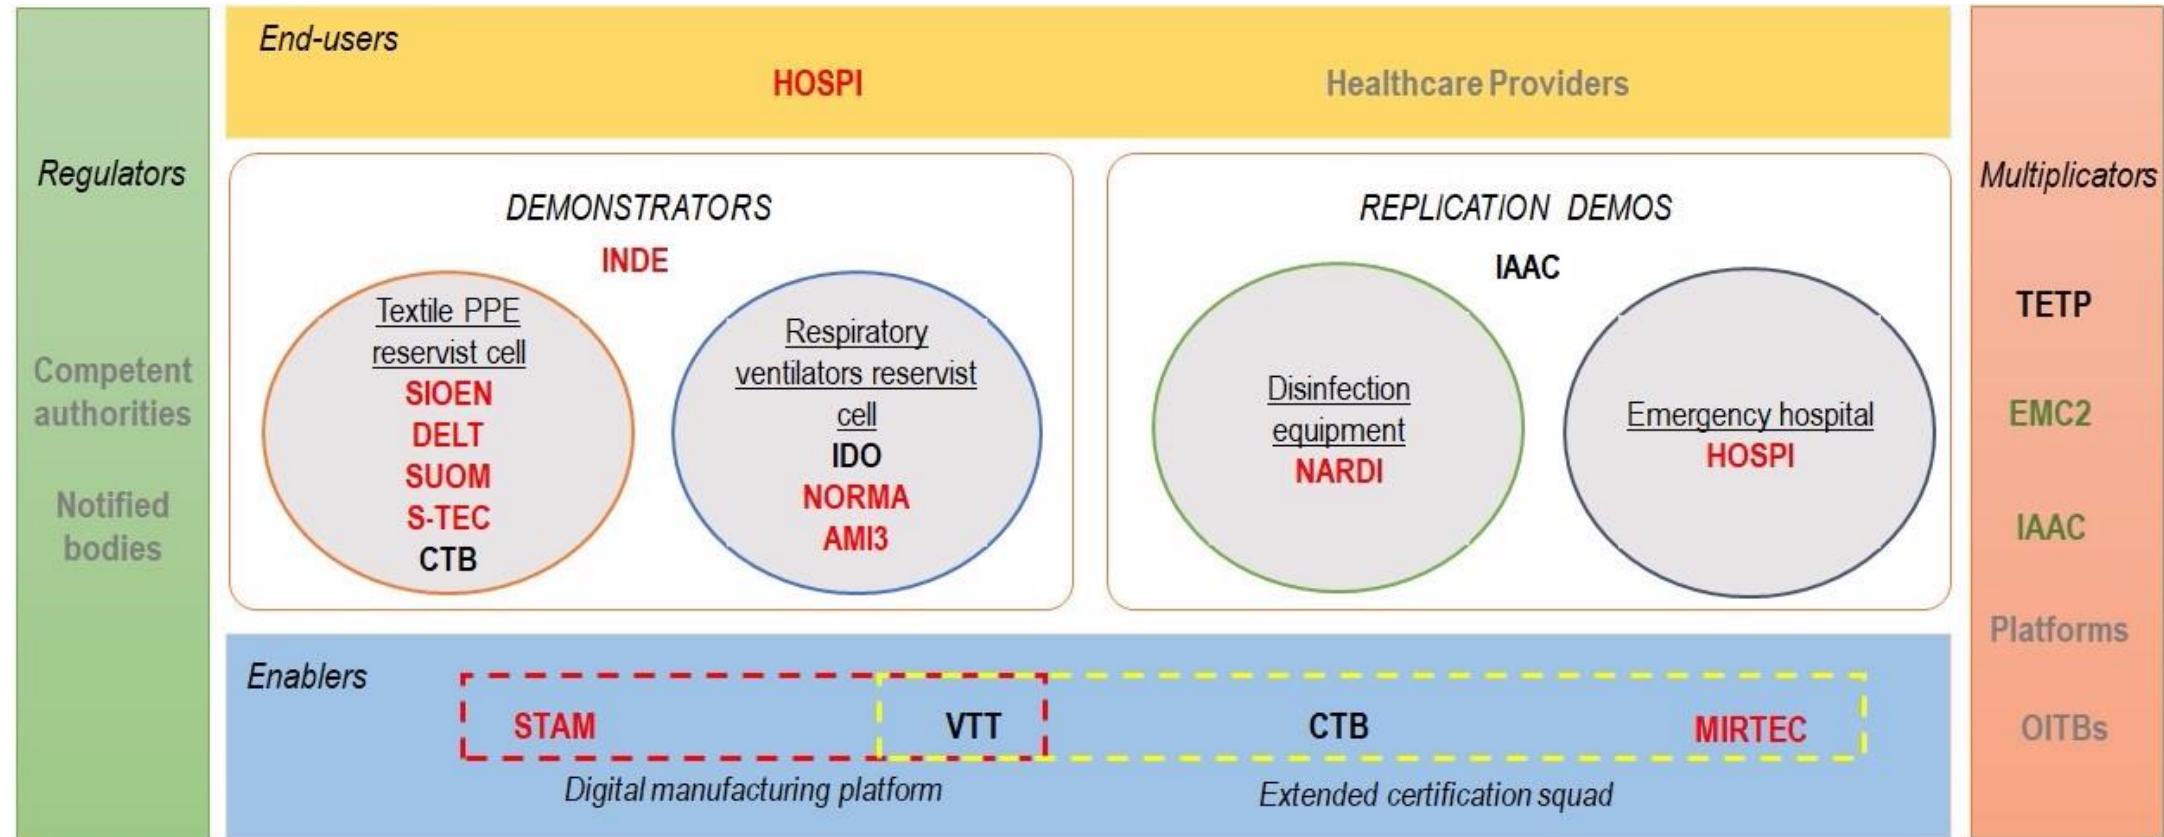 Regulators
Competent
authorities
Notified
bodies
End-users
HOSPI
Healthcare Providers
DEMONSTRATORS
INDE
Textile PPE
reservist cell
SIOEN
DELT
SUOM
S-TEC
CTB
Respiratory
ventilators reservist
cell
IDO
NORMA
AMI3
REPLICATION DEMOS
IAAC
Disinfection
equipment
NARDI
Emergency hospital
HOSPI
Enablers
STAM
VTT
CTB
MIRTEC
Digital manufacturing platform
Extended certification squad
Multiplicators
TETP
EMC2
IAAC
Platforms
OITBs